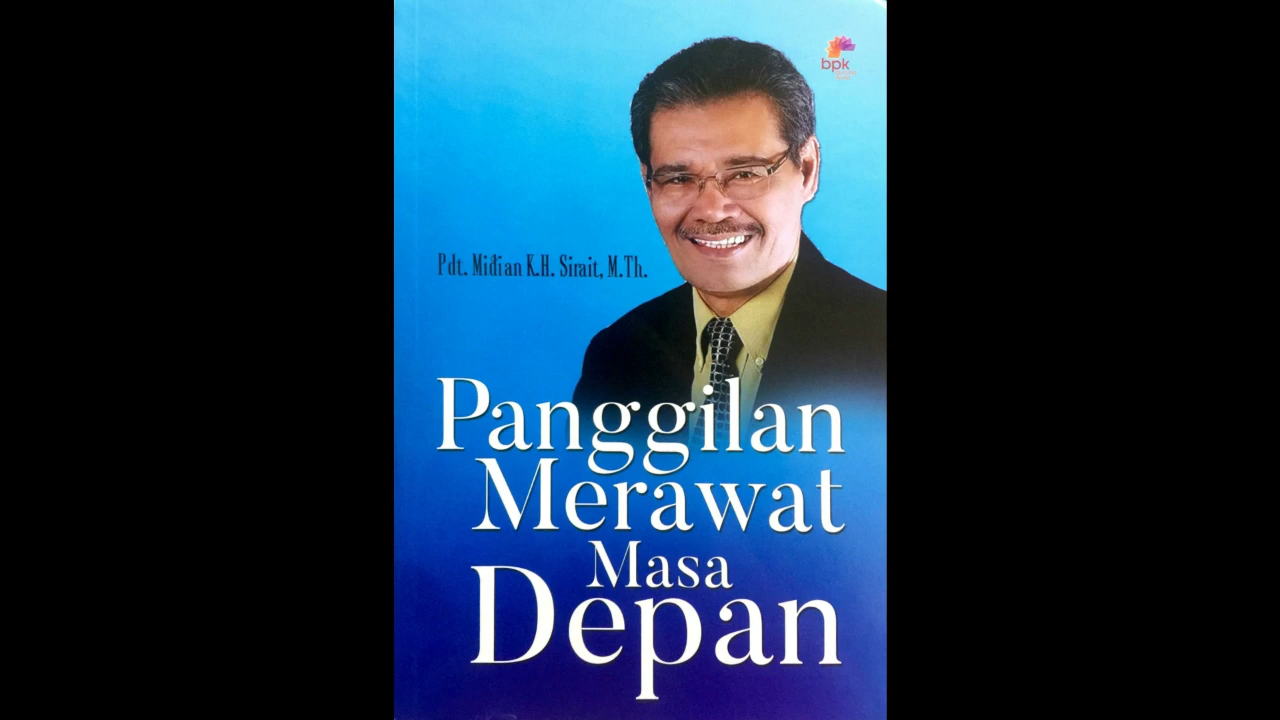 bpk
Pdt. Midian K.H. Sirait, M.Th.
Panggilan
Merawat
Masa
Depan